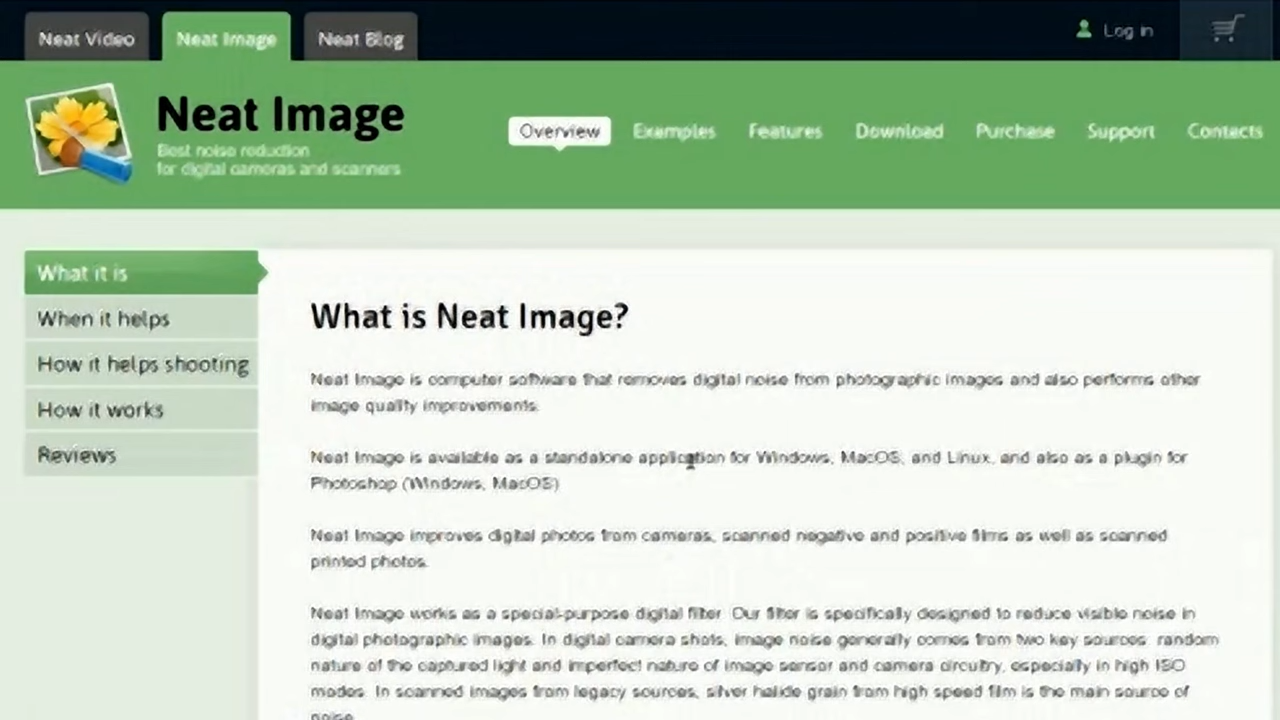 Neat Video
Neat Image
Neat Blog
Log in
Neat Image
Best noise reduction
for digital cameras and scanners
Overview
Examples
Features
Download
Purchase
Support
Contacts
What it is
When it helps
How it helps shooting
How it works
Reviews
What is Neat Image?
Neat Image is computer software that removes digital noise from photographic images and also performs other
image quality improvements.
Neat Image is available as a standalone application for Windows, MacOS, and Linux, and also as a plugin for
Photoshop (Windows, MacOS)
Neat Image improves digital photos from cameras, scanned negative and positive films as well as scanned
printed photos.
Neat Image works as a special-purpose digital filter. Our filter is specifically designed to reduce visible noise in
digital photographic images. In digital camera shots, image noise generally comes from two key sources: random
nature of the captured light and imperfect nature of image sensor and camera circuitry, especially in high ISO
modes. In scanned images from legacy sources, silver halide grain from high speed film is the main source of
noise.